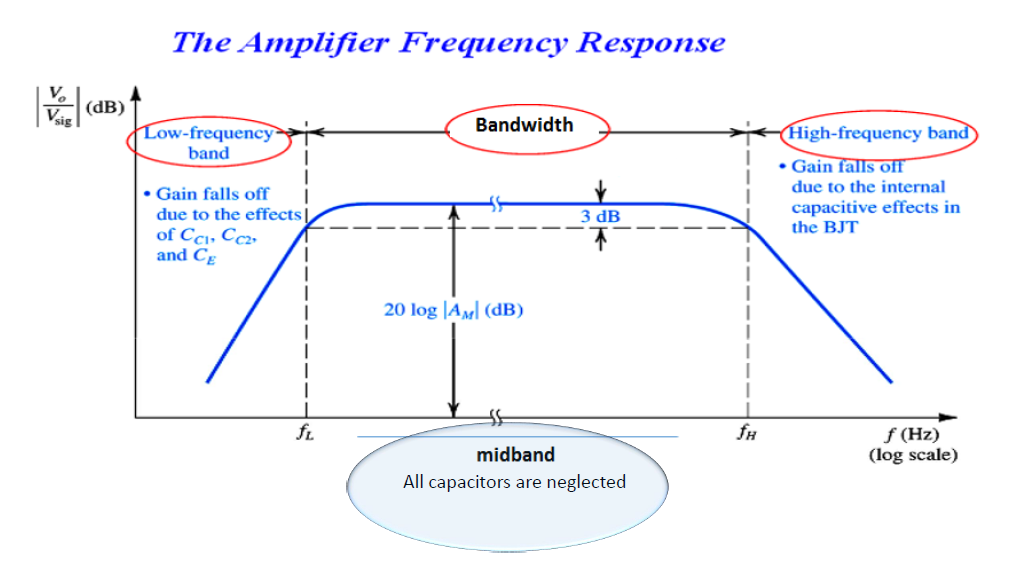 The Amplifier Frequency Response
|Vo/Vsig| (dB)
Low-frequency
band
Bandwidth
High-frequency band
• Gain falls off
due to the effects
of CC1, CC2,
and CE
• Gain falls off
due to the internal
capacitive effects in
the BJT
3 dB
20 log |AM| (dB)
fL
fH
f (Hz)
(log scale)
midband
All capacitors are neglected